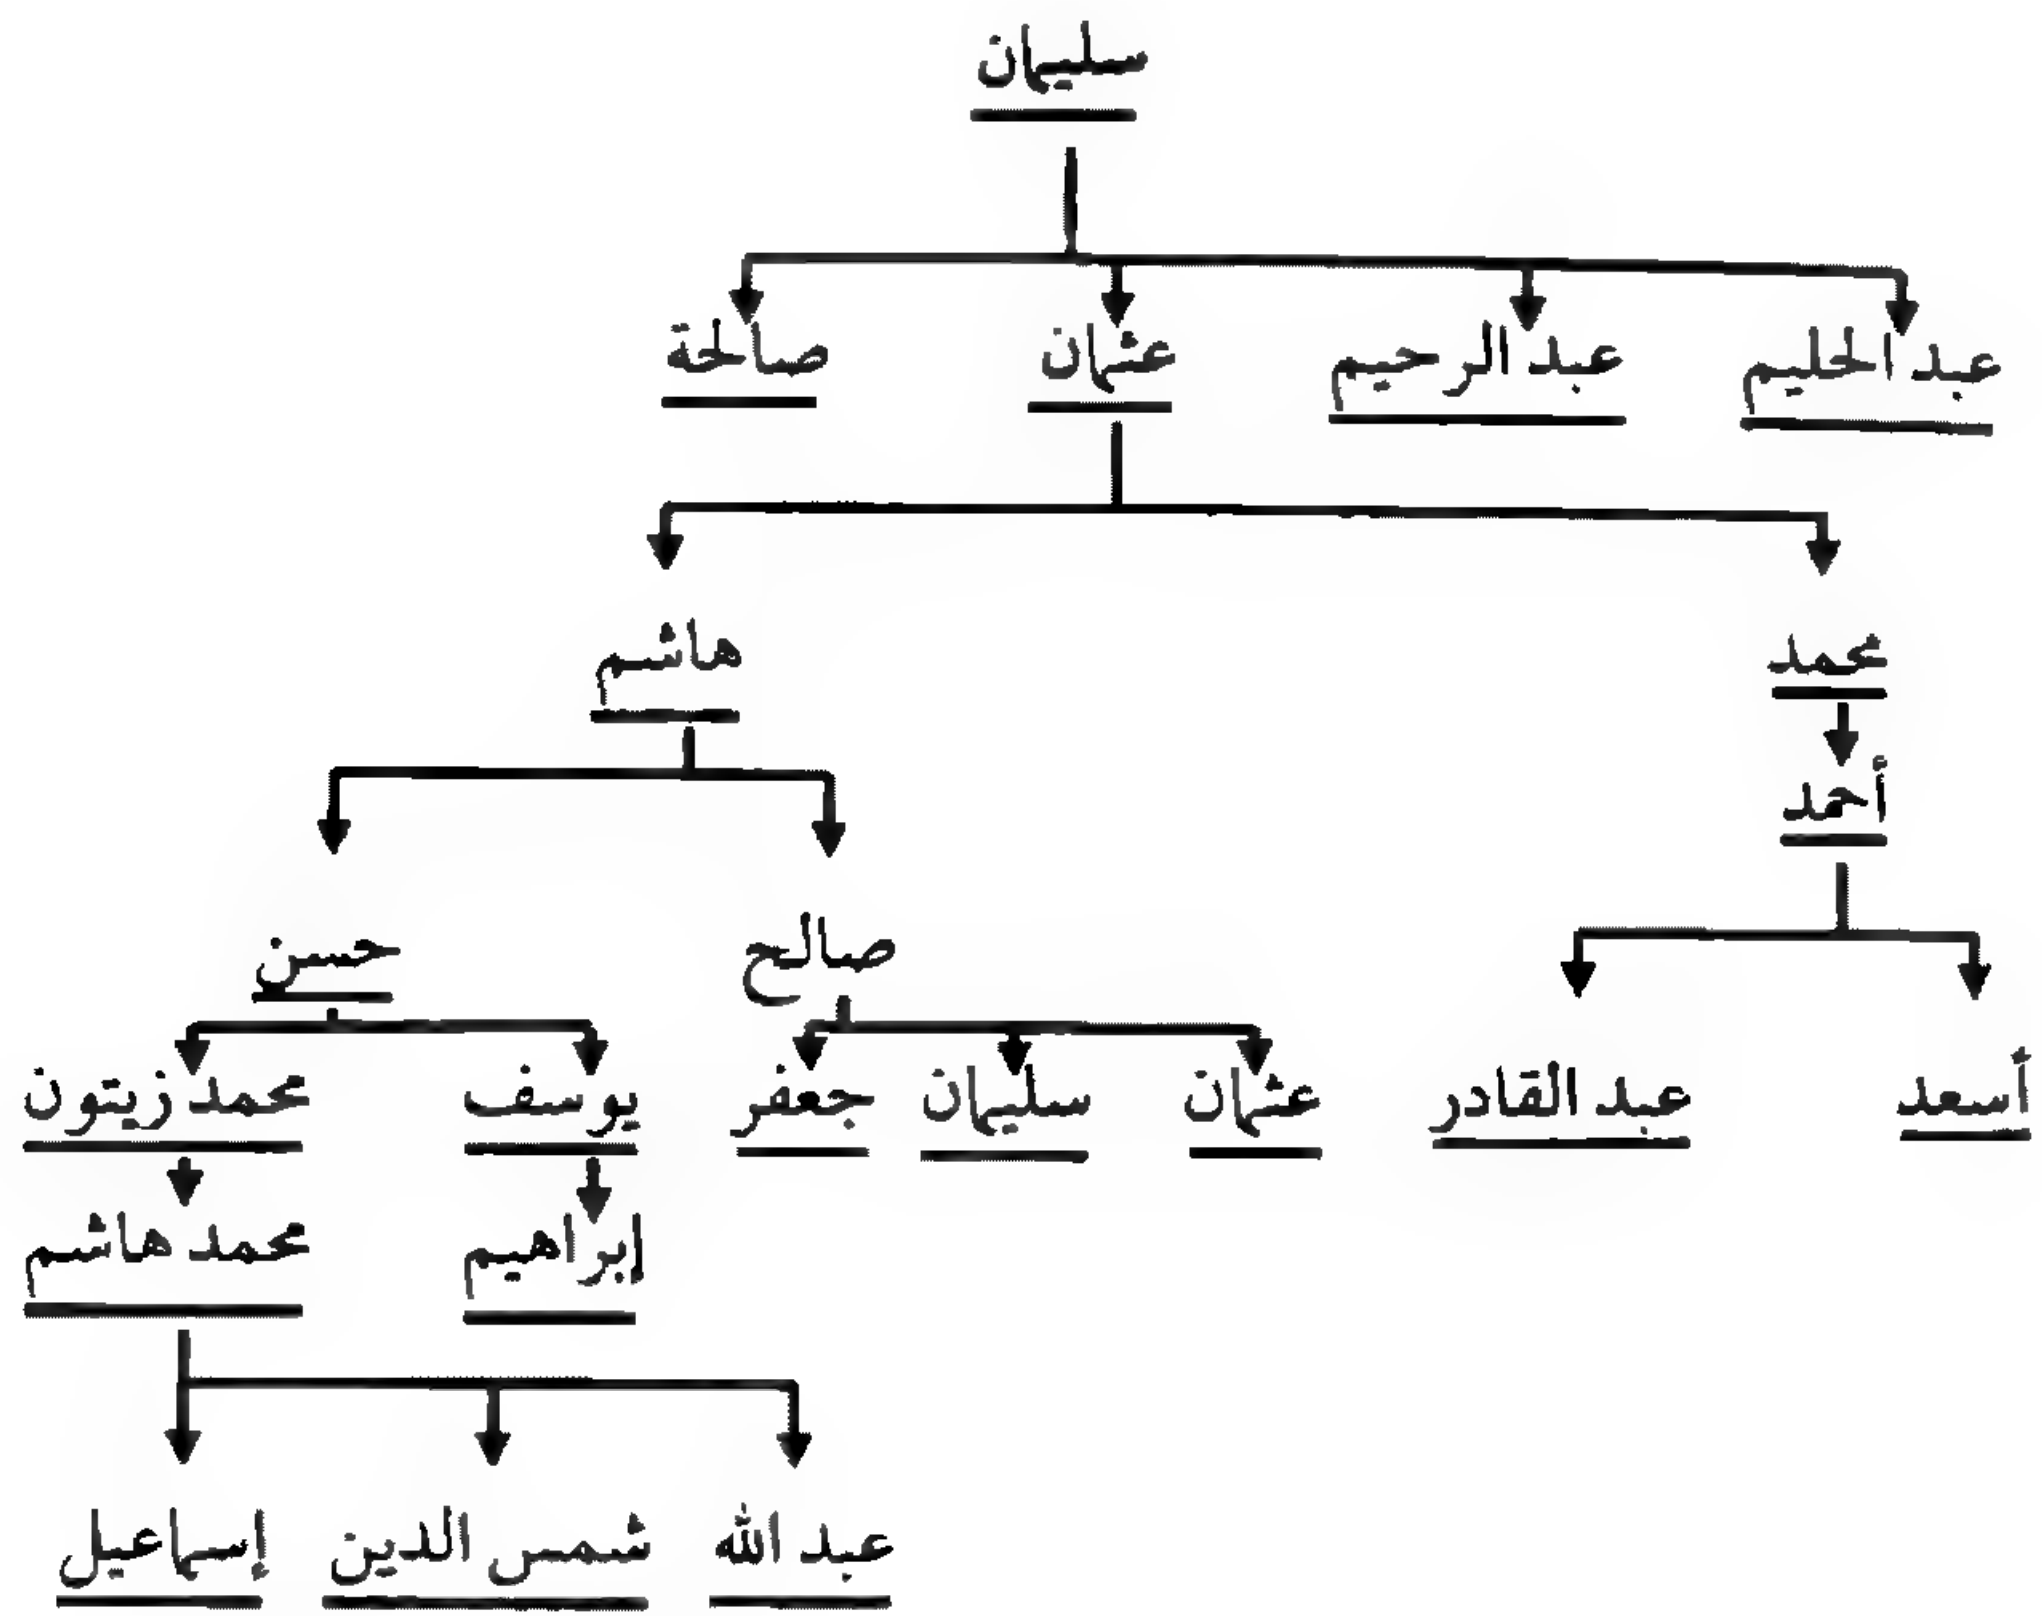 سليمان
عبد الحليم عبد الرحيم عثمان صالحة
هاشم محمد
أحمد
حسن صالح
أسعد عبد القادر عثمان سليمان جعفر يوسف محمد زيتون
إبراهيم محمد هاشم
عبد الله شمس الدين إسماعيل